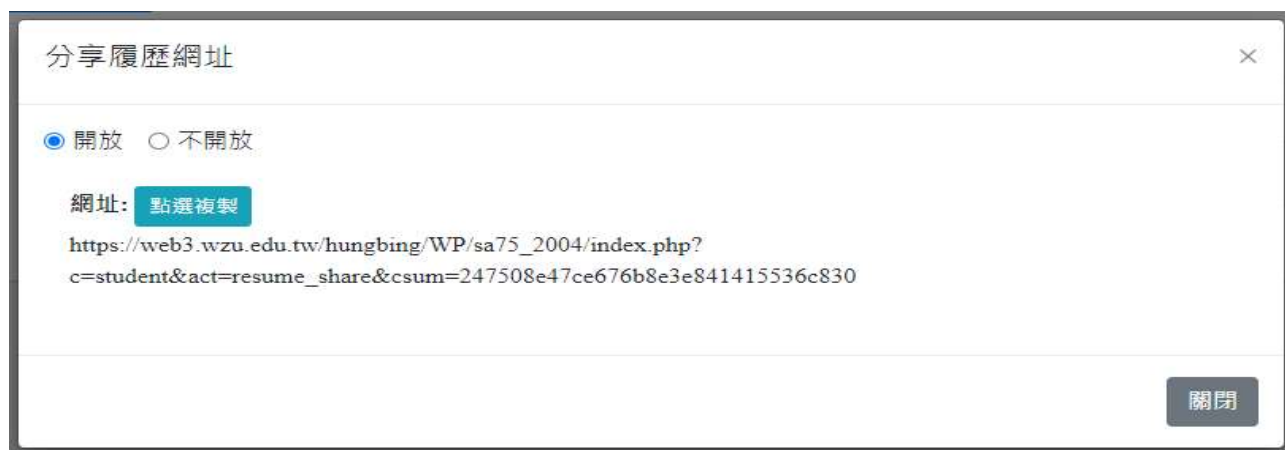 分享履歷網址
×
開放 不開放
網址: 點選複製
https://web3.wzu.edu.tw/hungbing/WP/sa75_2004/index.php?
c=student&act=resume_share&csum=247508e47ce676b8e3e841415536c830
關閉